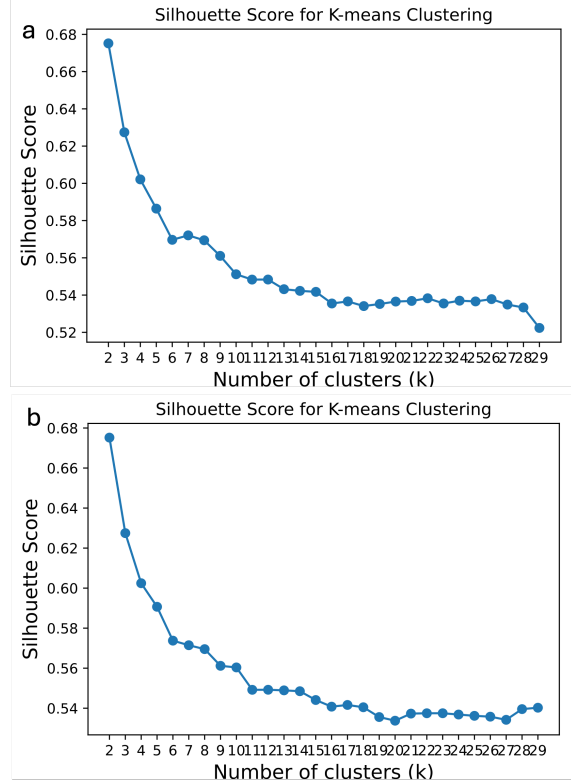 a
Silhouette Score for K-means Clustering
Silhouette Score
0.68
0.66
0.64
0.62
0.60
0.58
0.56
0.54
0.52
2 3 4 5 6 7 8 9 10 11 12 13 14 15 16 17 18 19 20 21 22 23 24 25 26 27 28 29
Number of clusters (k)
b
Silhouette Score for K-means Clustering
Silhouette Score
0.68
0.66
0.64
0.62
0.60
0.58
0.56
0.54
2 3 4 5 6 7 8 9 10 11 12 13 14 15 16 17 18 19 20 21 22 23 24 25 26 27 28 29
Number of clusters (k)